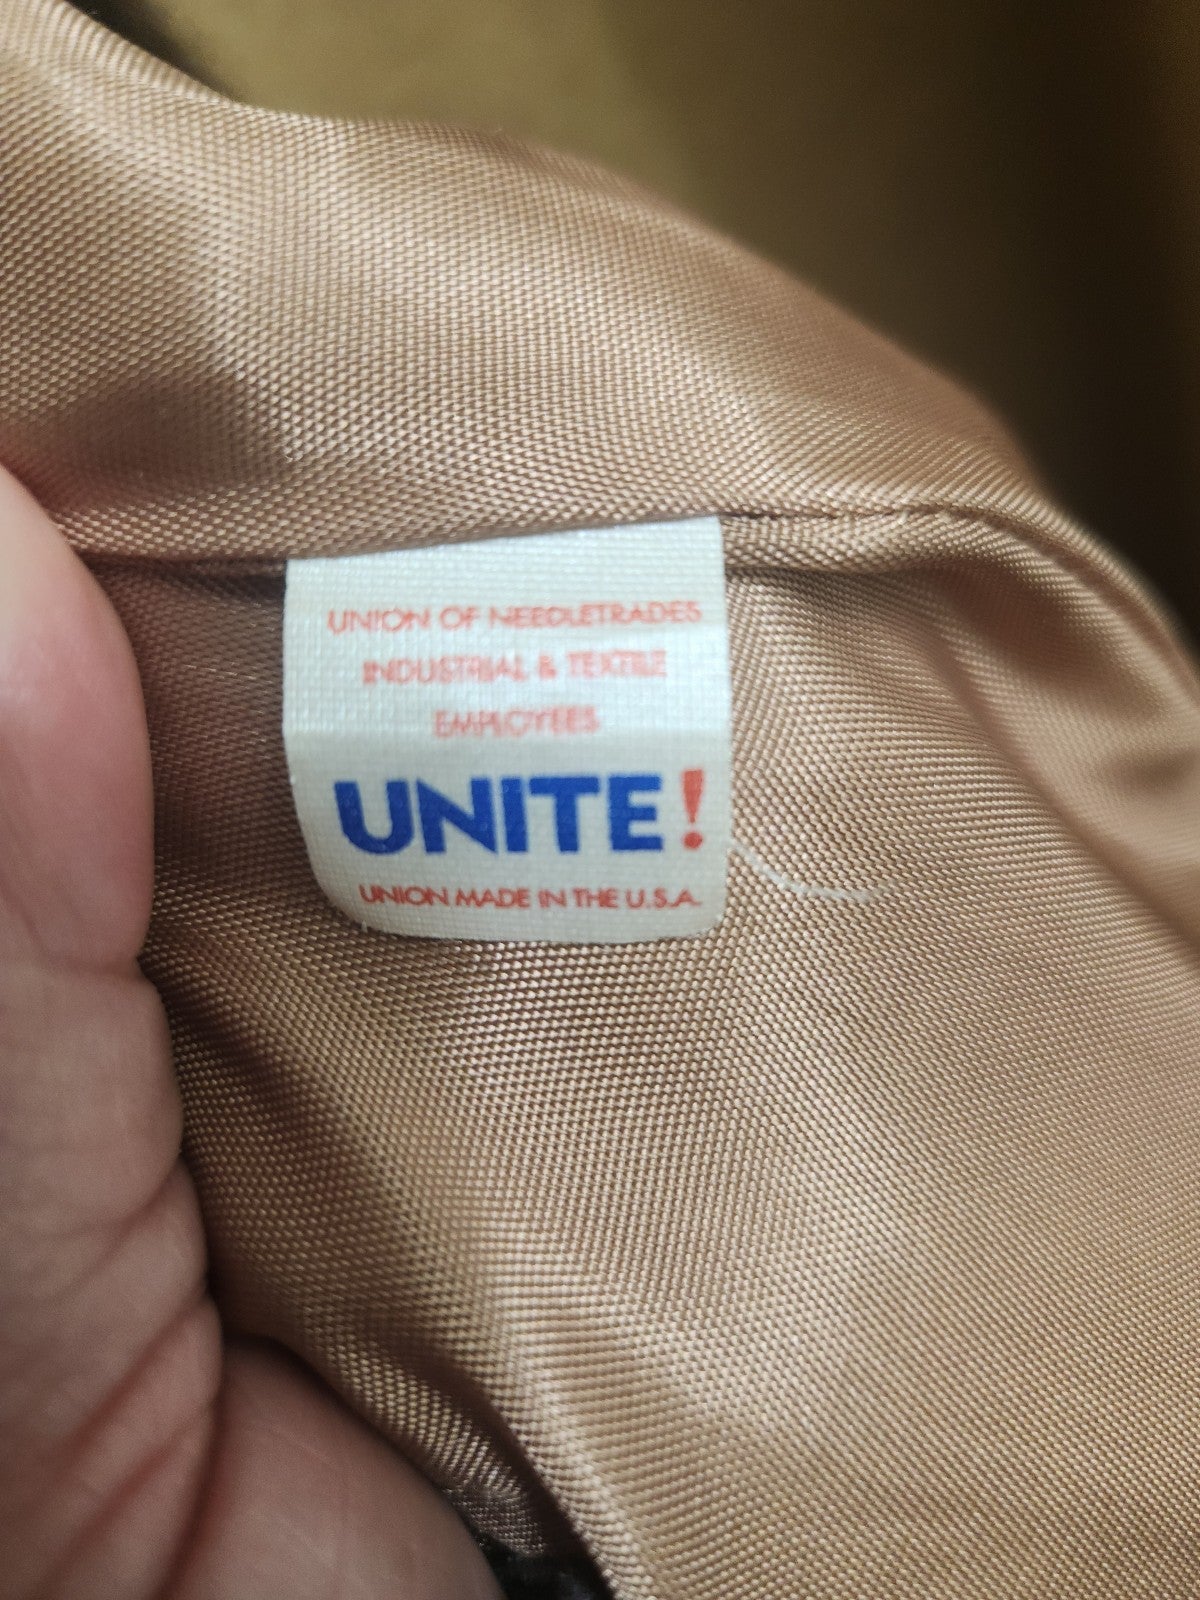 UNION OF NEEDLETRADES
INDUSTRIAL & TEXTILE
EMPLOYEES
UNITE!
UNION MADE IN THE U.S.A.